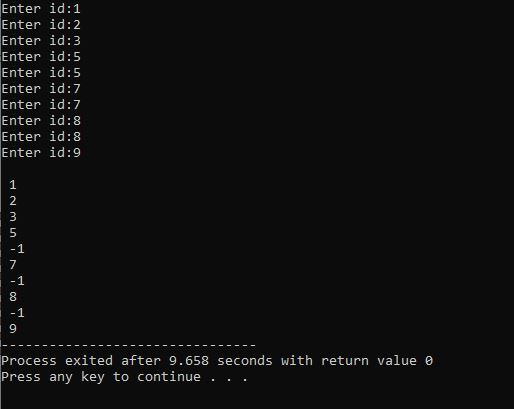 Enter id:1
Enter id:2
Enter id:3
Enter id:5
Enter id:5
Enter id:7
Enter id:7
Enter id:8
Enter id:8
Enter id:9
1
2
3
5
-1
7
-1
8
-1
9
--------------------------------
Process exited after 9.658 seconds with return value 0
Press any key to continue . . .